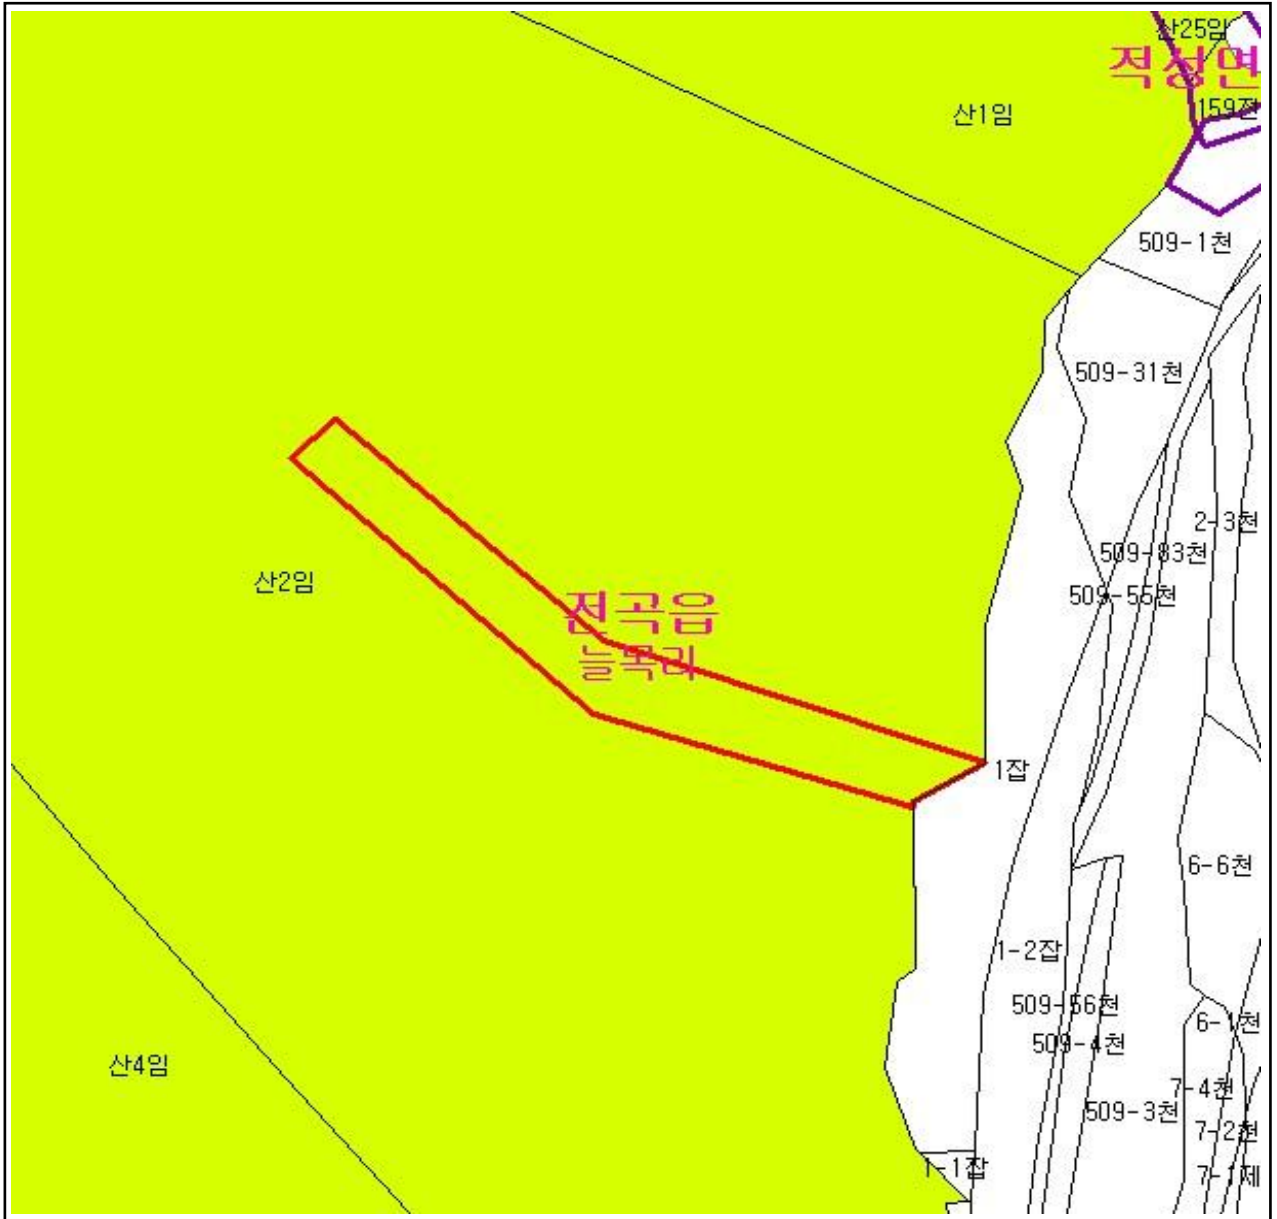 산25임
적성면
159전
산1임
509-1천
509-31천
2-3천
509-83천
산2임
509-55천
전곡읍
늘목리
1잡
6-6천
1-2잡
509-56천
6-1천
509-4천
산4임
7-4천
509-3천
7-2천
1-1잡
7-1제